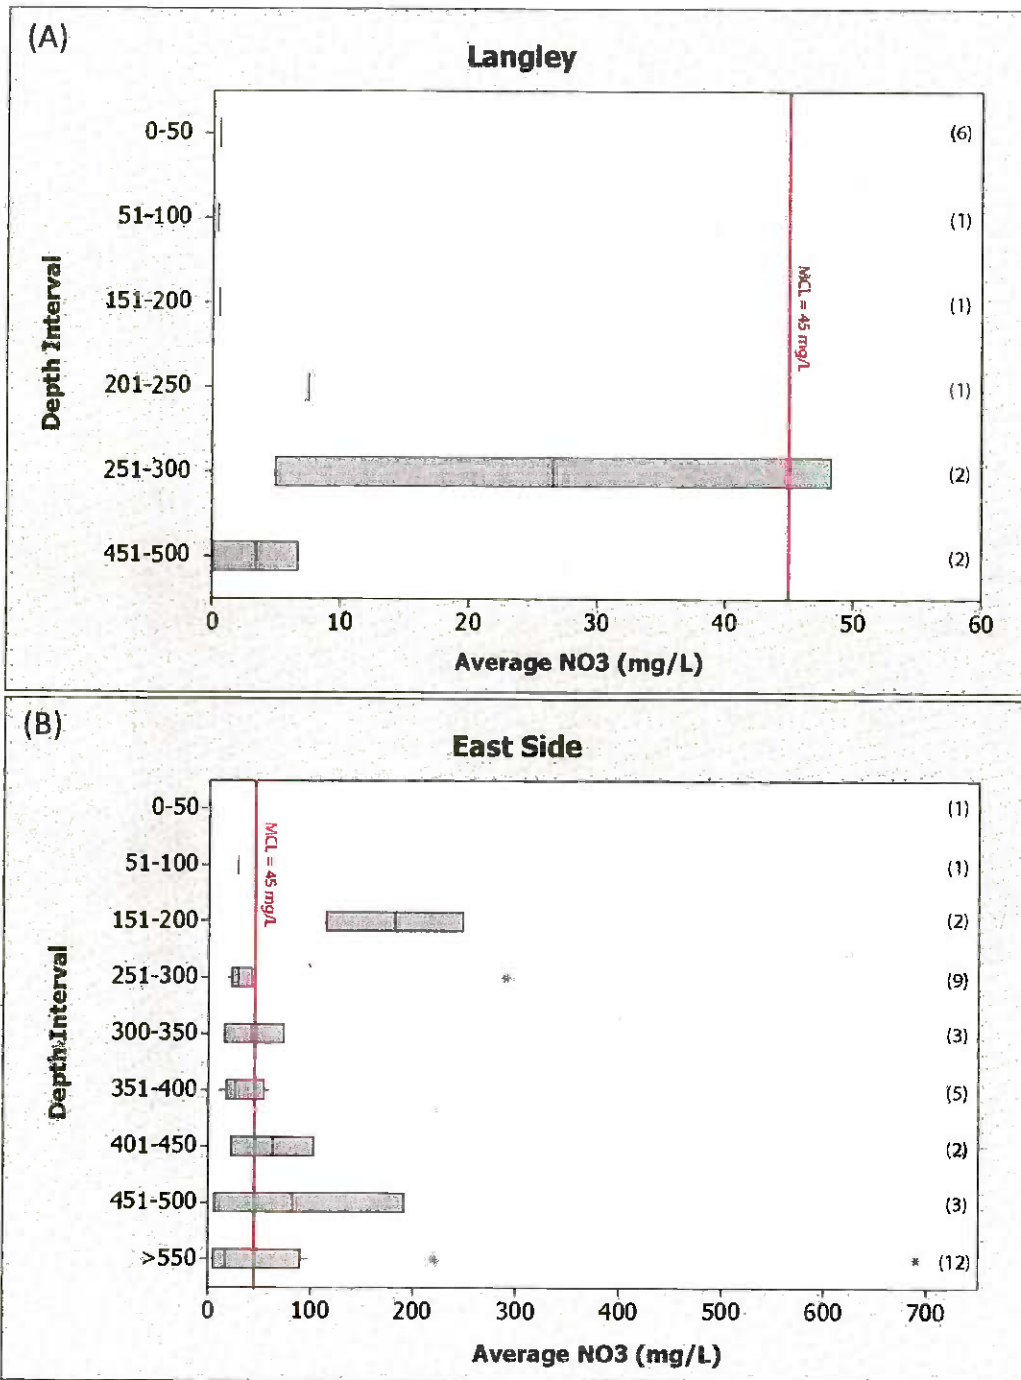 (A)
Langley
Depth Interval
0-50
51-100
151-200
201-250
251-300
451-500
(6)
(1)
(1)
(1)
(2)
(2)
MCL = 45 mg/L
0 10 20 30 40 50 60
Average NO3 (mg/L)
(B)
East Side
Depth Interval
0-50
51-100
151-200
251-300
300-350
351-400
401-450
451-500
>550
(1)
(1)
(2)
(9)
(3)
(5)
(2)
(3)
(12)
MCL = 45 mg/L
0 100 200 300 400 500 600 700
Average NO3 (mg/L)